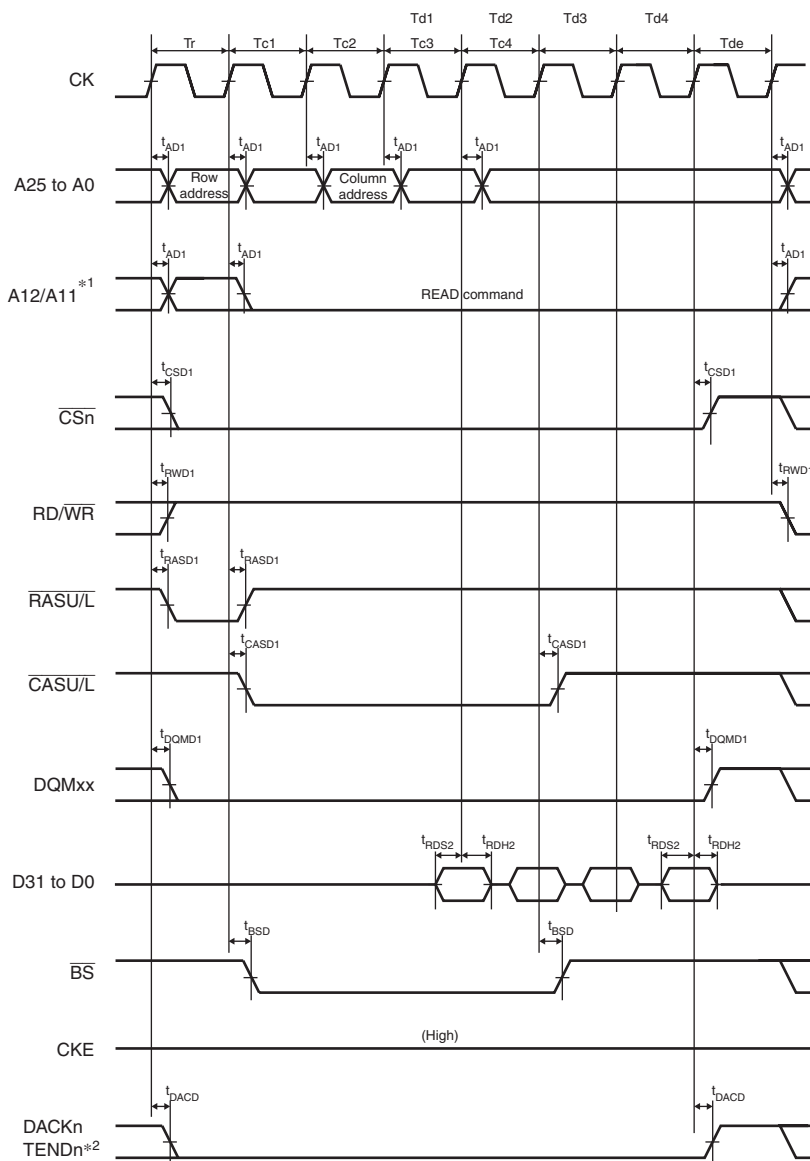 Td1 Td2 Td3 Td4
Tr Tc1 Tc2 Tc3 Tc4 Tde
CK
tAD1 tAD1 tAD1 tAD1 tAD1 tAD1
A25 to A0
Row address
Column address
tAD1 tAD1 tAD1
A12/A11*1
READ command
tCSD1 tCSD1
CSn
tRWD1 tRWD1
RD/WR
tRASD1 tRASD1
RASU/L
tCASD1 tCASD1
CASU/L
tDQMD1 tDQMD1
DQMxx
tRDS2 tRDH2 tRDS2 tRDH2
D31 to D0
tBSD tBSD
BS
(High)
CKE
tDACD tDACD
DACKn
TENDn*2